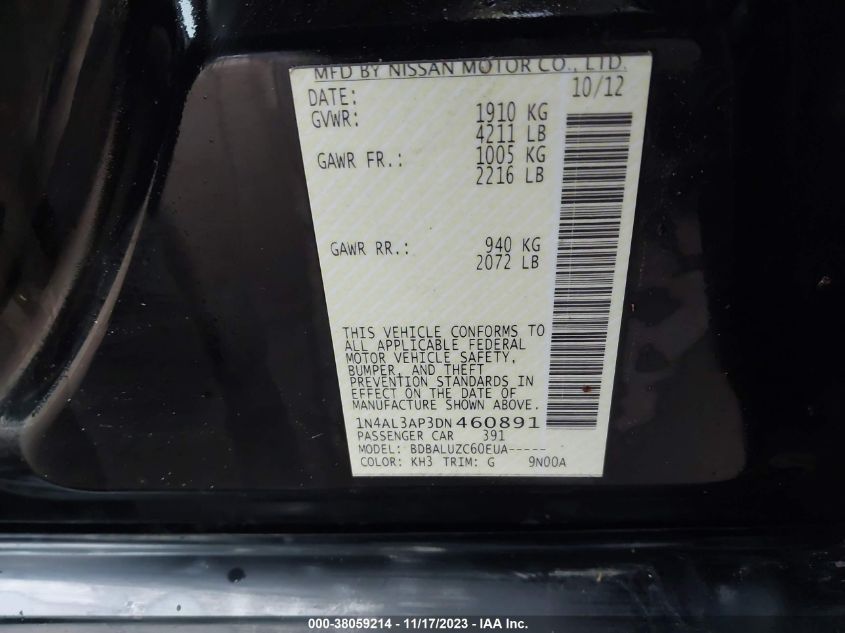 MFD BY NISSAN MOTOR CO., LTD.
DATE: 10/12
GVWR: 1910 KG
4211 LB
GAWR FR.: 1005 KG
2216 LB
GAWR RR.: 940 KG
2072 LB
THIS VEHICLE CONFORMS TO
ALL APPLICABLE FEDERAL
MOTOR VEHICLE SAFETY,
BUMPER, AND THEFT
PREVENTION STANDARDS IN
EFFECT ON THE DATE OF
MANUFACTURE SHOWN ABOVE.
1N4AL3AP3DN460891
PASSENGER CAR 391
MODEL: BDBALUZC60EUA-----
COLOR: KH3 TRIM: G 9N00A
000-38059214 - 11/17/2023 - IAA Inc.